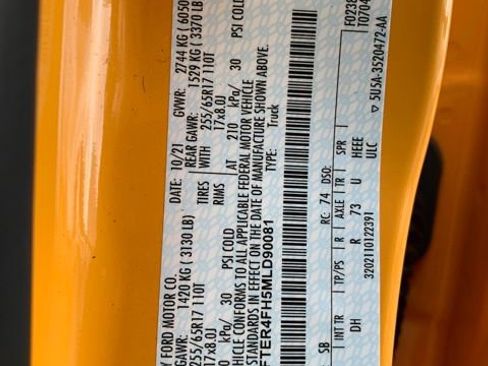 Y FORD MOTOR CO.
DATE: 10/21 GVWR: 2744 KG ( 6050
GAWR: REAR GAWR:
1420 KG ( 3130 LB) 1529 KG ( 3370 LB)
255/65R17 110T TIRES 255/65R17 110T
17x8.0J RIMS 17x8.0J
210 kPa/ 30 PSI COLD AT 210 kPa/ 30 PSI COLD
HICLE CONFORMS TO ALL APPLICABLE FEDERAL MOTOR VEHICLE
STANDARDS IN EFFECT ON THE DATE OF MANUFACTURE SHOWN ABOVE.
FTER4FH5MLD90081 TYPE: Truck
SB RC: 74 DSO:
INT TR TP/PS R AXLE TR SPR
DH R 73 U HEEE
3202110122391 ULC
5U5A-3520472-AA